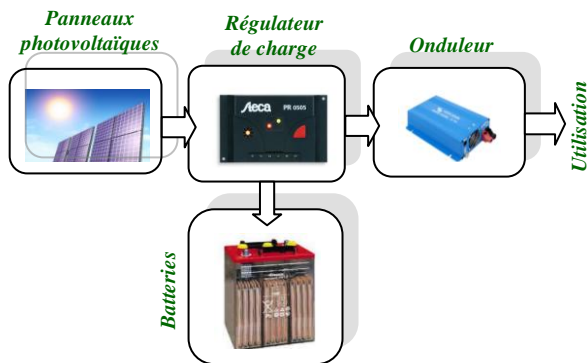 Panneaux
photovoltaïques
Régulateur
de charge
Onduleur
Utilisation
Steca
PR 0505
Batteries